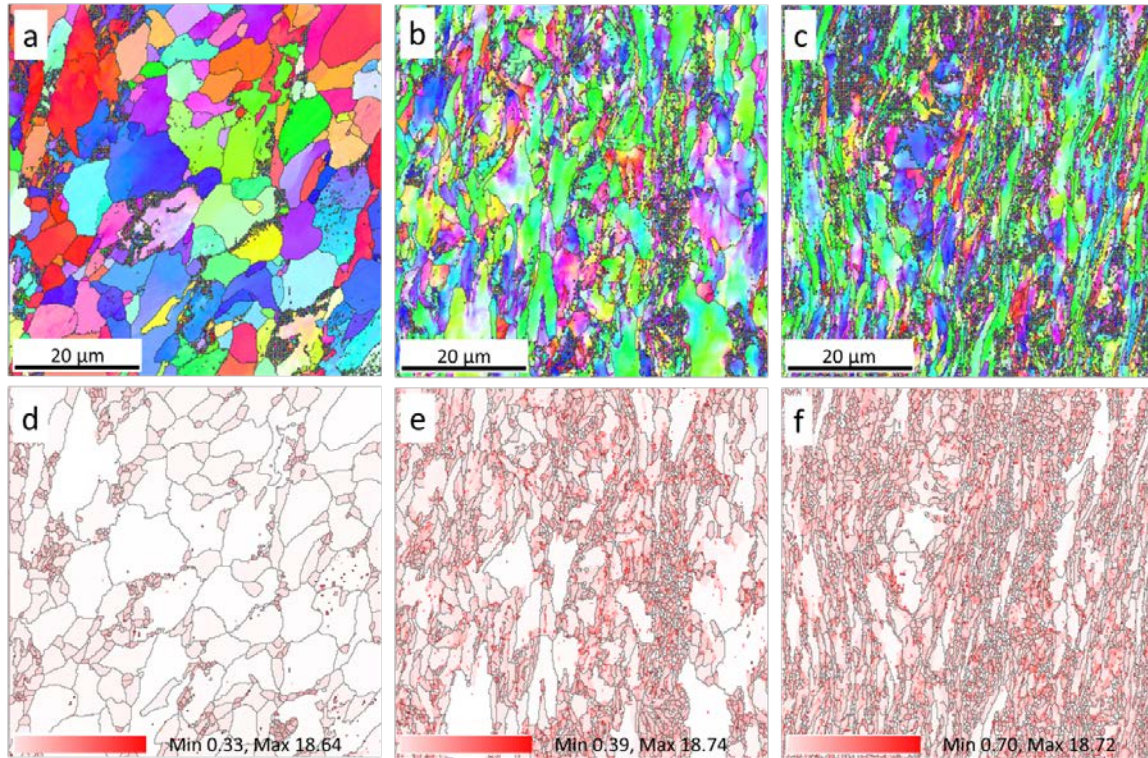 a
b
c
20 µm
20 µm
20 µm
d
e
f
Min 0.33, Max 18.64
Min 0.39, Max 18.74
Min 0.70, Max 18.72